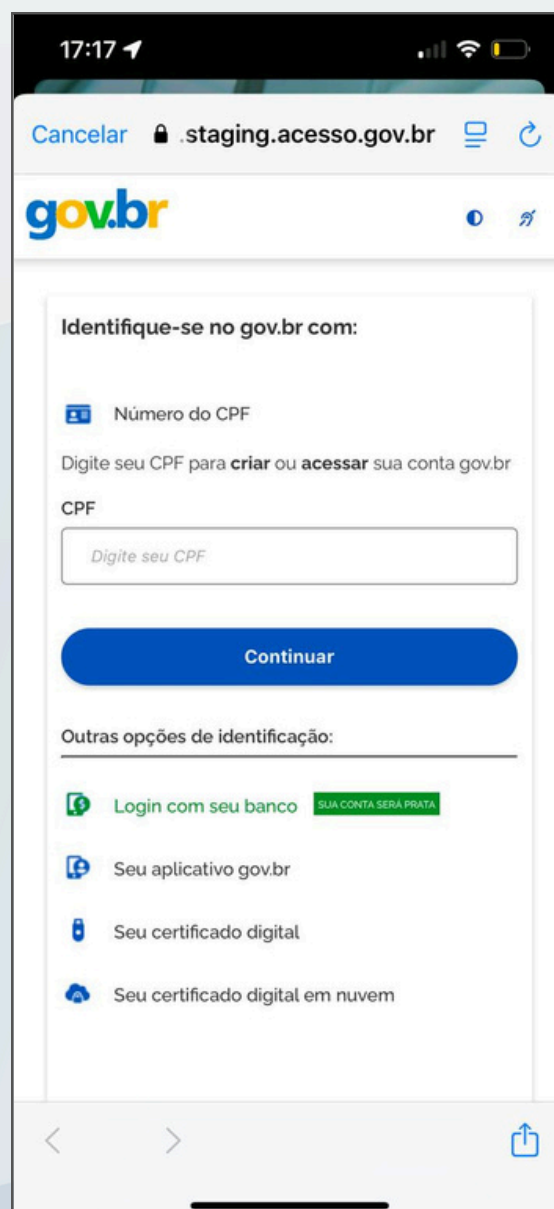 17:17
Cancelar .staging.acesso.gov.br
gov.br
Identifique-se no gov.br com:
Número do CPF
Digite seu CPF para criar ou acessar sua conta gov.br
CPF
Digite seu CPF
Continuar
Outras opções de identificação:
Login com seu banco SUA CONTA SERÁ PRATA
Seu aplicativo gov.br
Seu certificado digital
Seu certificado digital em nuvem